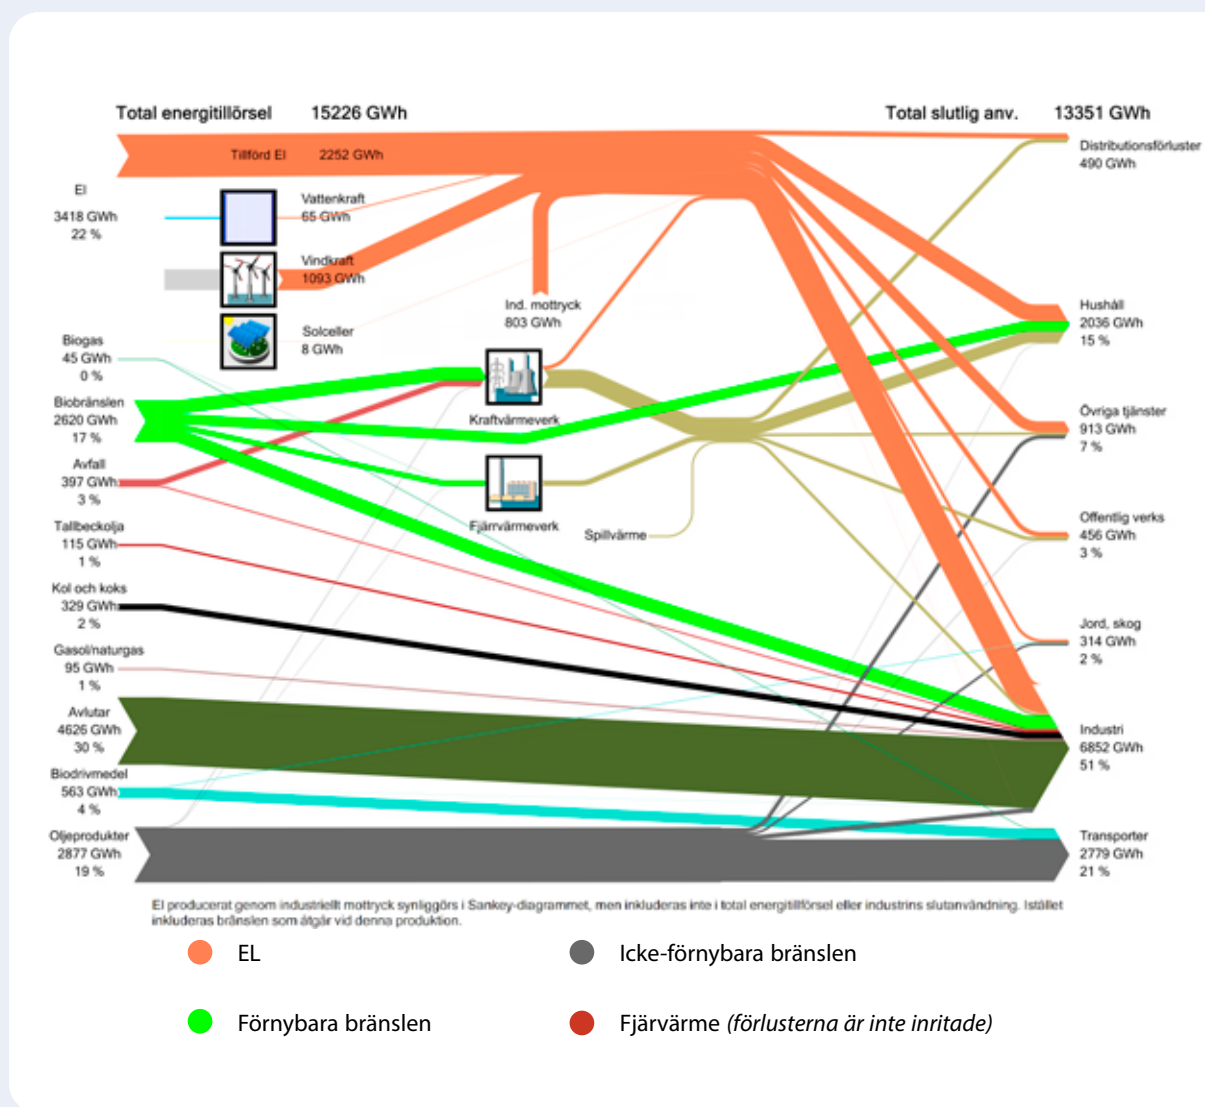 Total energitillörsel 15226 GWh
Total slutlig anv. 13351 GWh
Tillförd El 2252 GWh
El
3418 GWh
22 %
Vattenkraft
65 GWh
Vindkraft
1093 GWh
Solceller
8 GWh
Ind. mottryck
803 GWh
Biogas
45 GWh
0 %
Biobränslen
2620 GWh
17 %
Avfall
397 GWh
3 %
Tallbeckolja
115 GWh
1 %
Kol och koks
329 GWh
2 %
Gasol/naturgas
95 GWh
1 %
Avlutar
4626 GWh
30 %
Biodrivmedel
563 GWh
4 %
Oljeprodukter
2877 GWh
19 %
Kraftvärmeverk
Fjärrvärmeverk
Spillvärme
Distributionsförluster
490 GWh
Hushåll
2036 GWh
15 %
Övriga tjänster
913 GWh
7 %
Offentlig verks
456 GWh
3 %
Jord, skog
314 GWh
2 %
Industri
6852 GWh
51 %
Transporter
2779 GWh
21 %
El producerat genom industriellt mottryck synliggörs i Sankey-diagrammet, men inkluderas inte i total energitillförsel eller industrins slutanvändning. Istället
inkluderas bränslen som åtgår vid denna produktion.
EL
Icke-förnybara bränslen
Förnybara bränslen
Fjärvärme (förlusterna är inte inritade)